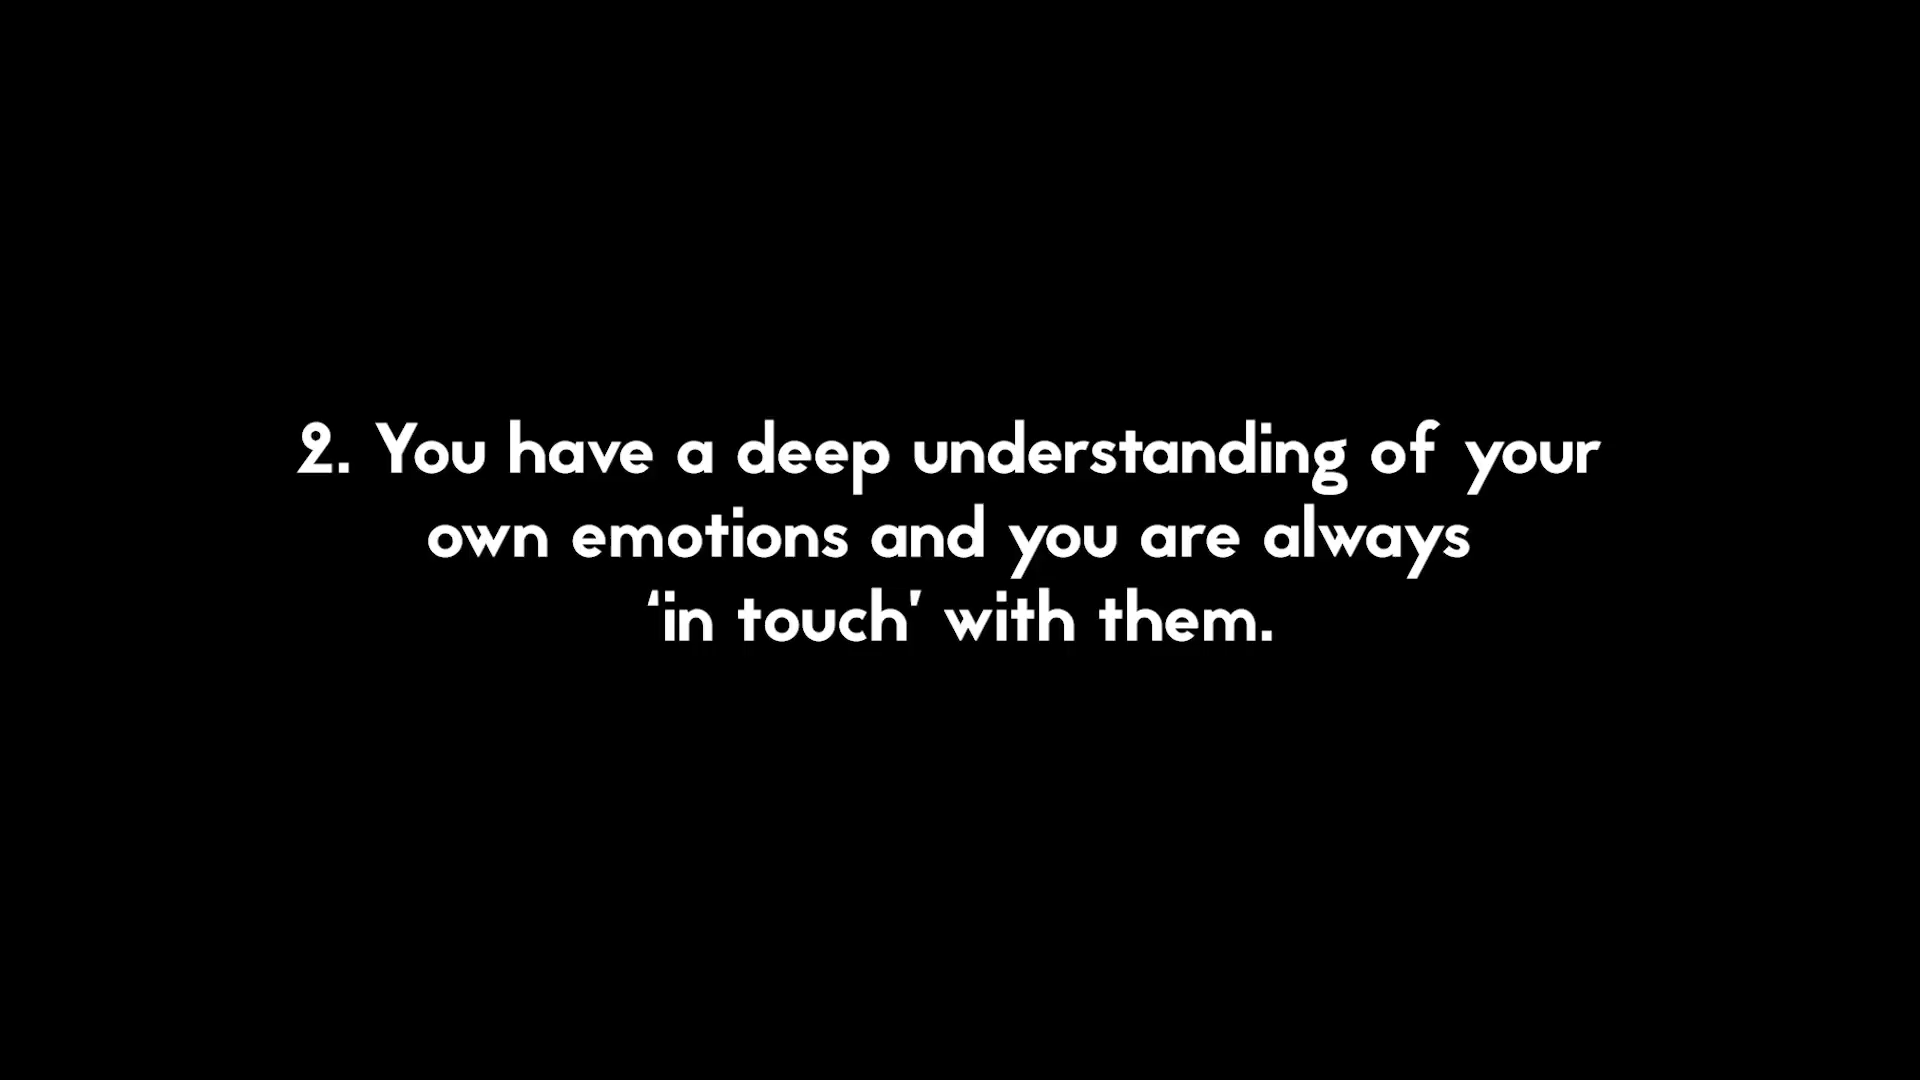 2. You have a deep understanding of your
own emotions and you are always
‘in touch’ with them.